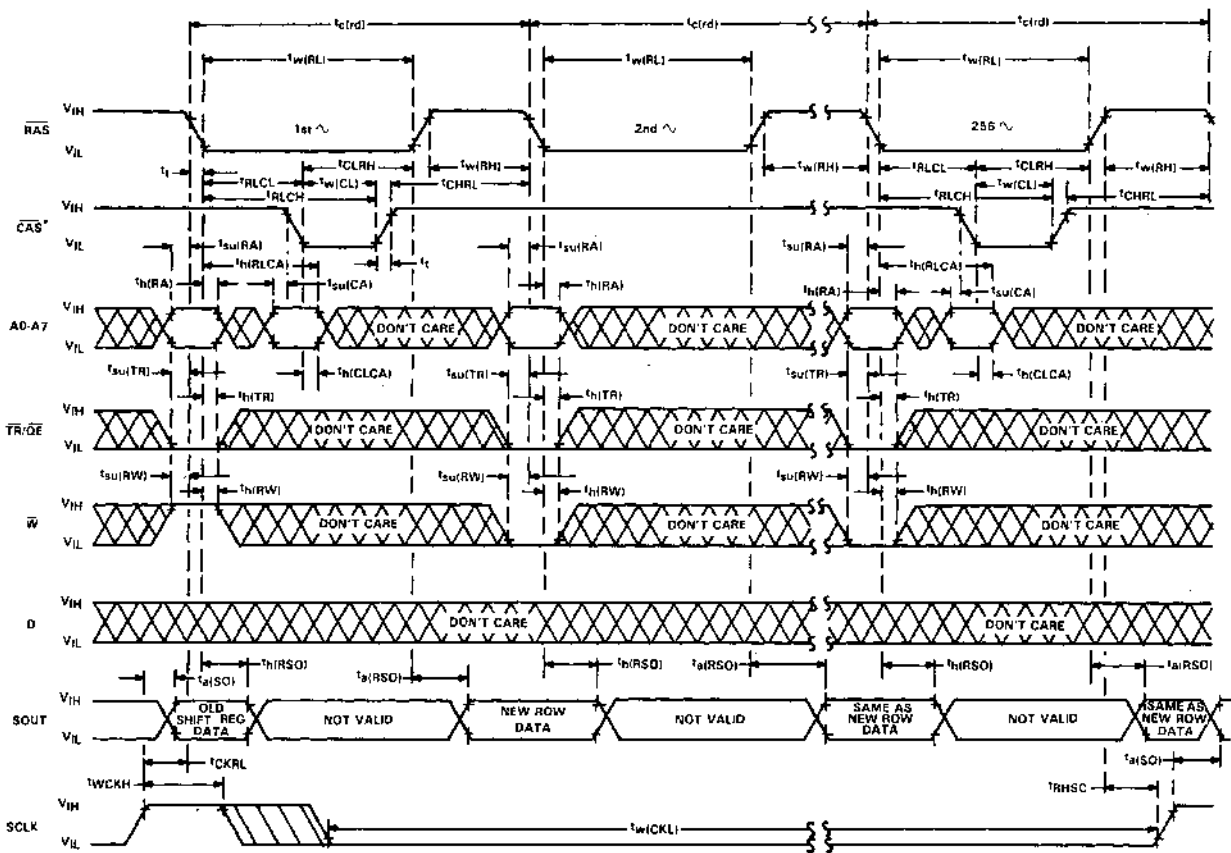 tc(rd) tc(rd) tc(rd)
tw(RL) tw(RL) tw(RL)
RAS VIH VIL 1st 2nd 256
tCLRH tw(RH) tw(RH) tRLCL tCLRH tw(RH)
tt tRLCL tw(CL) tCHRL tw(CL)
tRLCH tRLCH tCHRL
CAS* VIH VIL
tsu(RA) tt tsu(RA) tsu(RA)
th(RLCA) th(RLCA)
th(RA) tsu(CA) th(RA) th(RA) tsu(CA)
A0-A7 VIH VIL DON'T CARE DON'T CARE DON'T CARE
tsu(TR) th(CLCA) tsu(TR) tsu(TR) th(CLCA)
th(TR) th(TR) th(TR)
TR/QE VIH VIL DON'T CARE DON'T CARE DON'T CARE
tsu(RW) tsu(RW) tsu(RW)
th(RW) th(RW) th(RW)
W VIH VIL DON'T CARE DON'T CARE DON'T CARE
D VIH VIL DON'T CARE DON'T CARE
th(RSO) th(RSO) ta(RSO) th(RSO) ta(RSO)
ta(SO) ta(RSO)
SOUT VIH VIL OLD SHIFT REG DATA NOT VALID NEW ROW DATA NOT VALID SAME AS NEW ROW DATA NOT VALID SAME AS NEW ROW DATA
tCKRL ta(SO)
tWCKH tRHSC
SCLK VIH VIL tw(CKL)